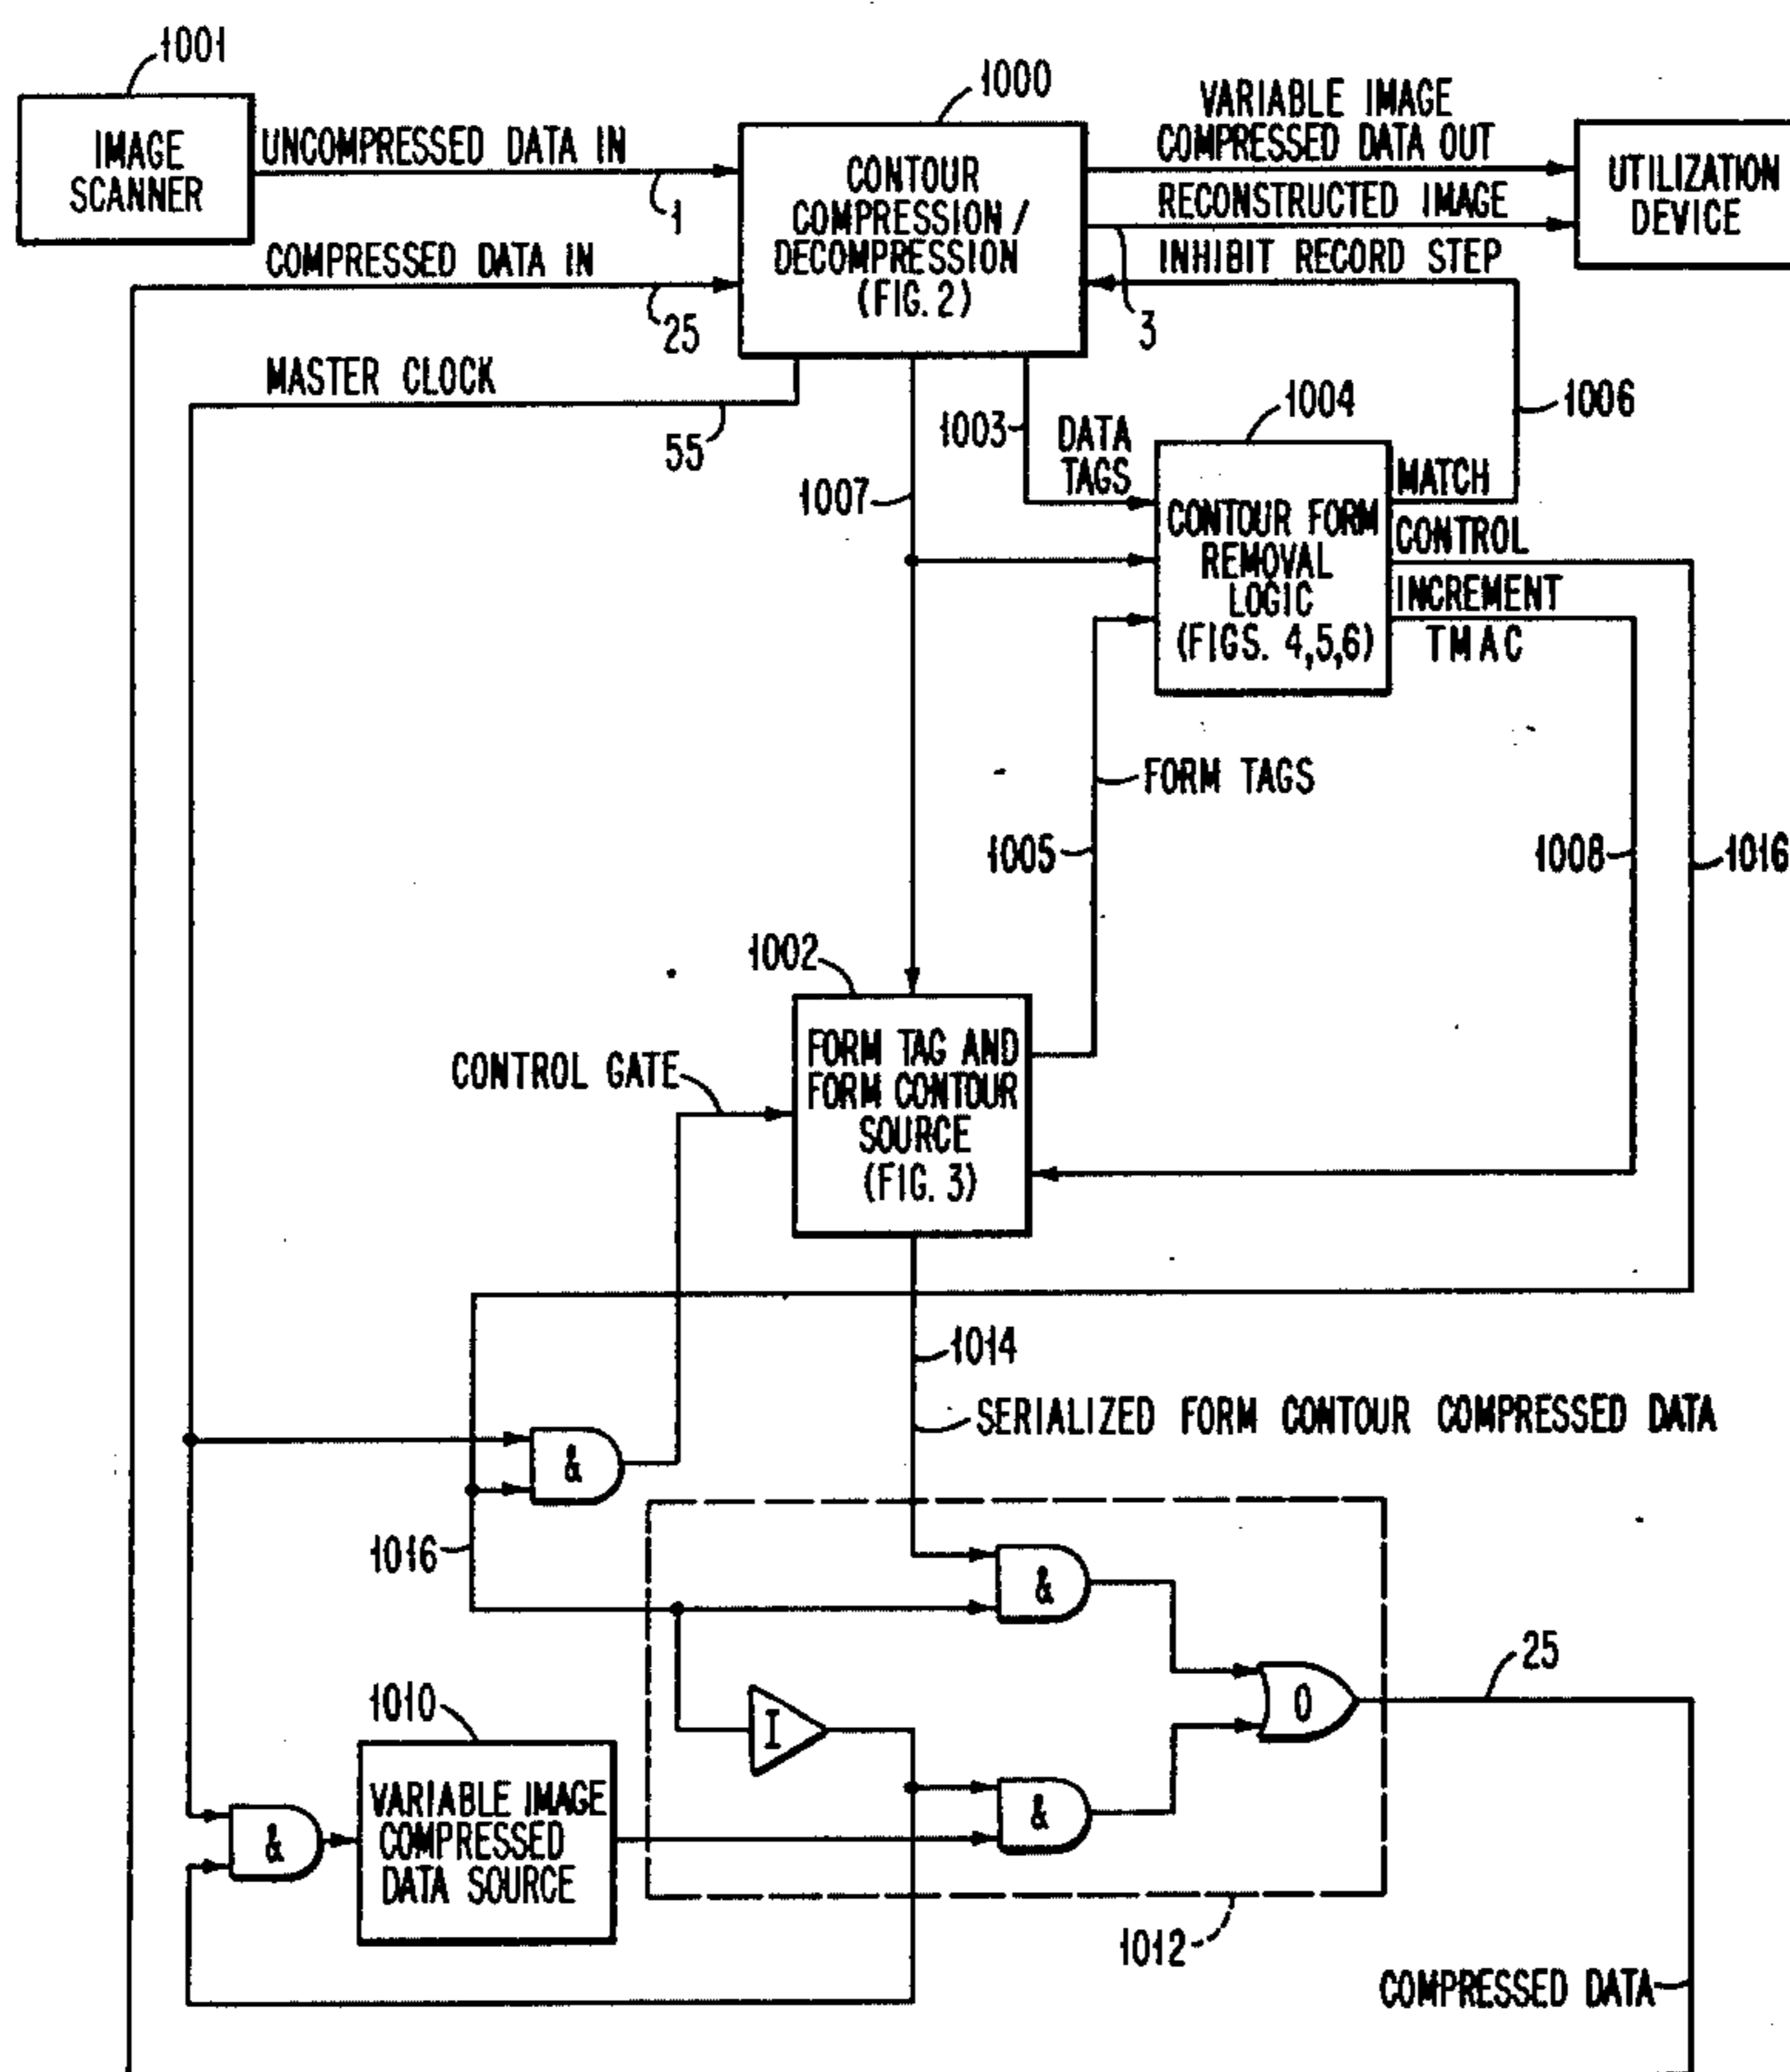 1001
IMAGE
SCANNER
UNCOMPRESSED DATA IN
1
COMPRESSED DATA IN
25
MASTER CLOCK
55
1000
CONTOUR
COMPRESSION /
DECOMPRESSION
(FIG. 2)
VARIABLE IMAGE
COMPRESSED DATA OUT
RECONSTRUCTED IMAGE
INHIBIT RECORD STEP
3
UTILIZATION
DEVICE
1003
DATA
TAGS
1004
1006
1007
CONTOUR FORM
REMOVAL
LOGIC
(FIGS. 4,5,6)
MATCH
CONTROL
INCREMENT
TMAC
FORM TAGS
1005
1008
1016
1002
CONTROL GATE
FORM TAG AND
FORM CONTOUR
SOURCE
(FIG. 3)
1014
SERIALIZED FORM CONTOUR COMPRESSED DATA
&
1016
&
25
O
1010
I
VARIABLE IMAGE
COMPRESSED
DATA SOURCE
&
&
1012
COMPRESSED DATA